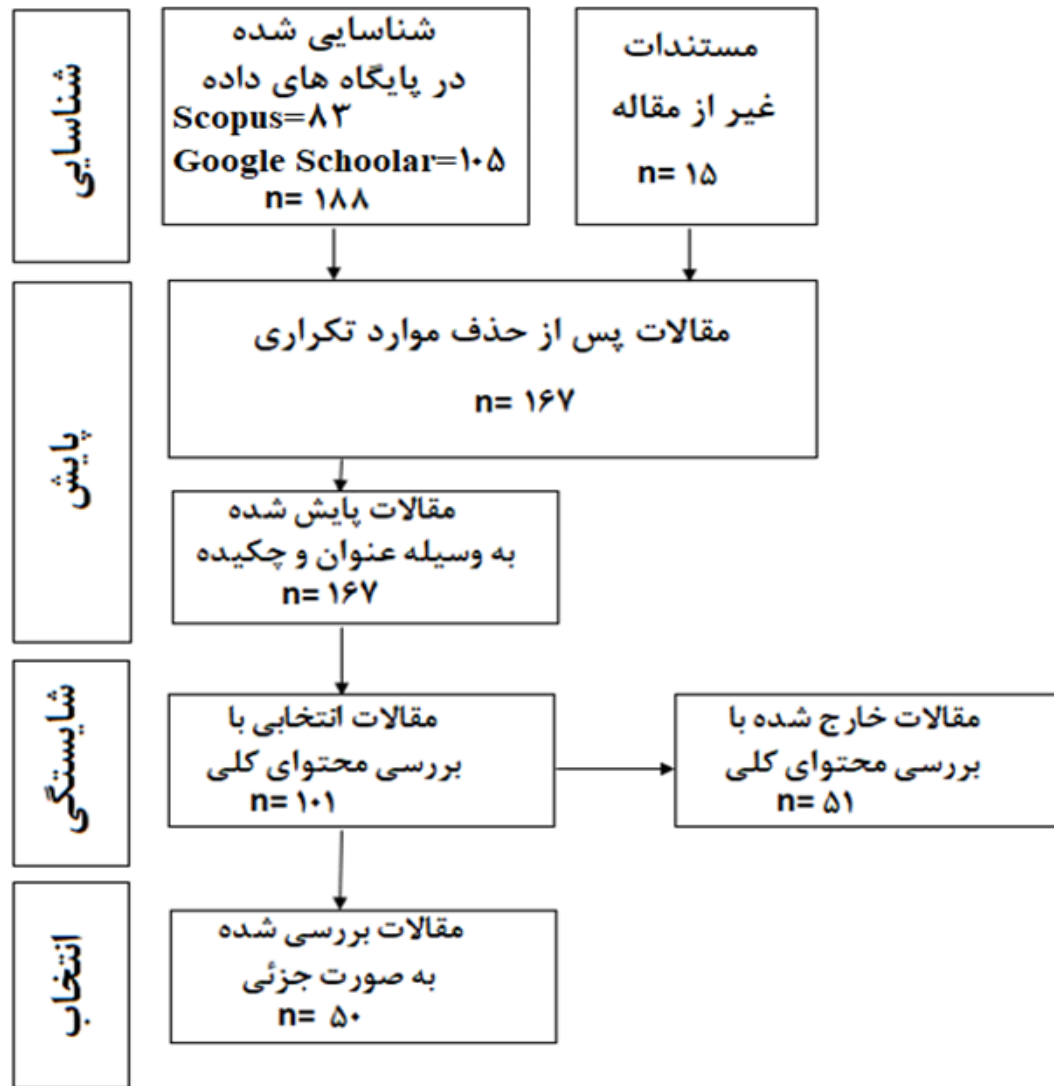 شناسایی
شناسایی شده
در پایگاه های داده
Scopus=۸۳
Google Schoolar=۱۰۵
n= ۱۸۸
مستندات
غیر از مقاله
n= ۱۵
پایش
مقالات پس از حذف موارد تکراری
n= ۱۶۷
مقالات پایش شده
به وسیله عنوان و چکیده
n= ۱۶۷
شایستگی
مقالات انتخابی با
بررسی محتوای کلی
n= ۱۰۱
مقالات خارج شده با
بررسی محتوای کلی
n= ۵۱
انتخاب
مقالات بررسی شده
به صورت جزئی
n= ۵۰